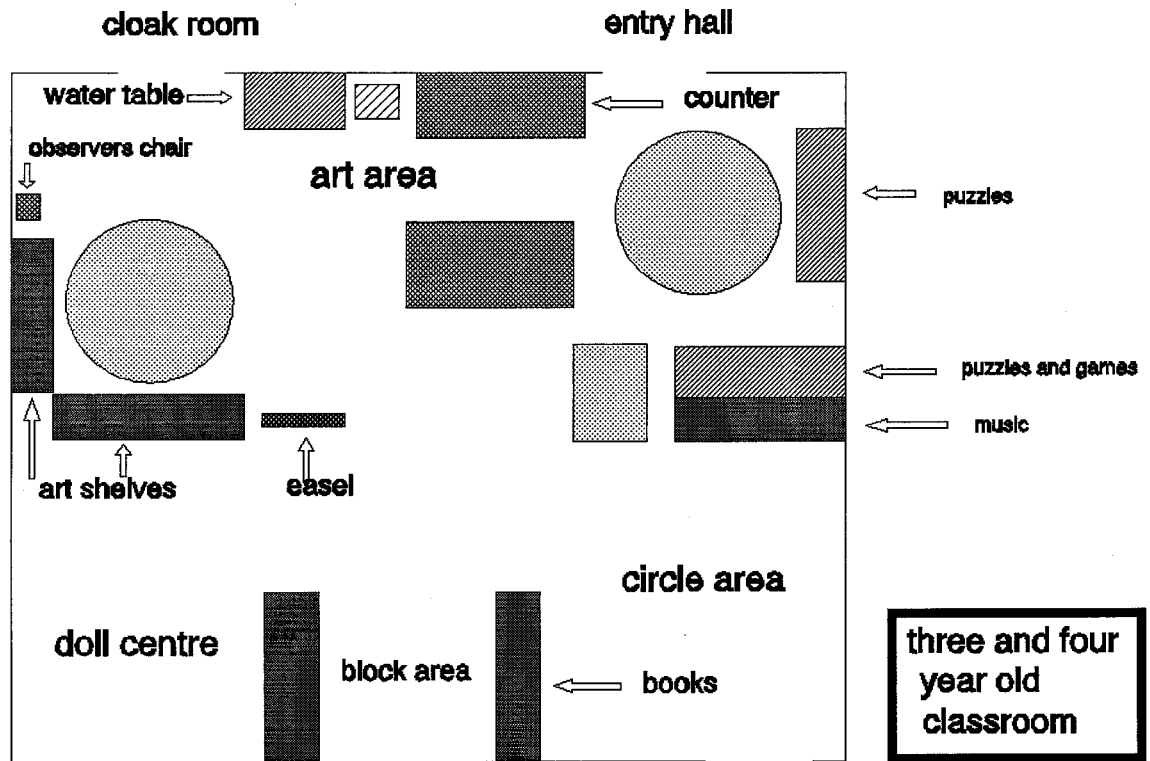 cloak room
entry hall
water table
counter
observers chair
art area
puzzles
puzzles and games
music
art shelves
easel
circle area
doll centre
block area
books
three and four
year old
classroom